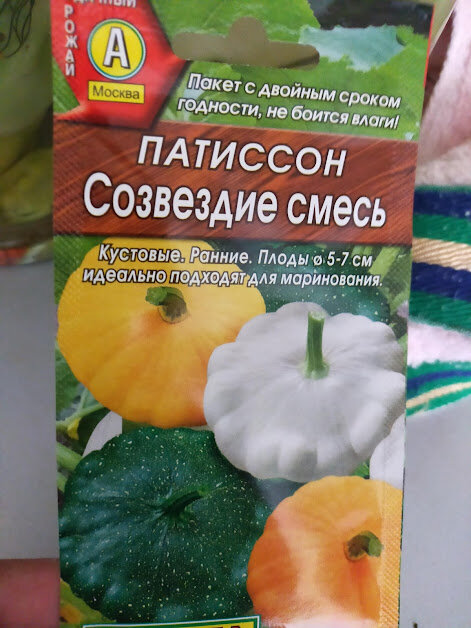 РОЖАЙ
А
Москва
Пакет с двойным сроком
годности, не боится влаги!
ПАТИССОН
Созвездие смесь
Кустовые. Ранние. Плоды ø 5-7 см
идеально подходят для маринования.